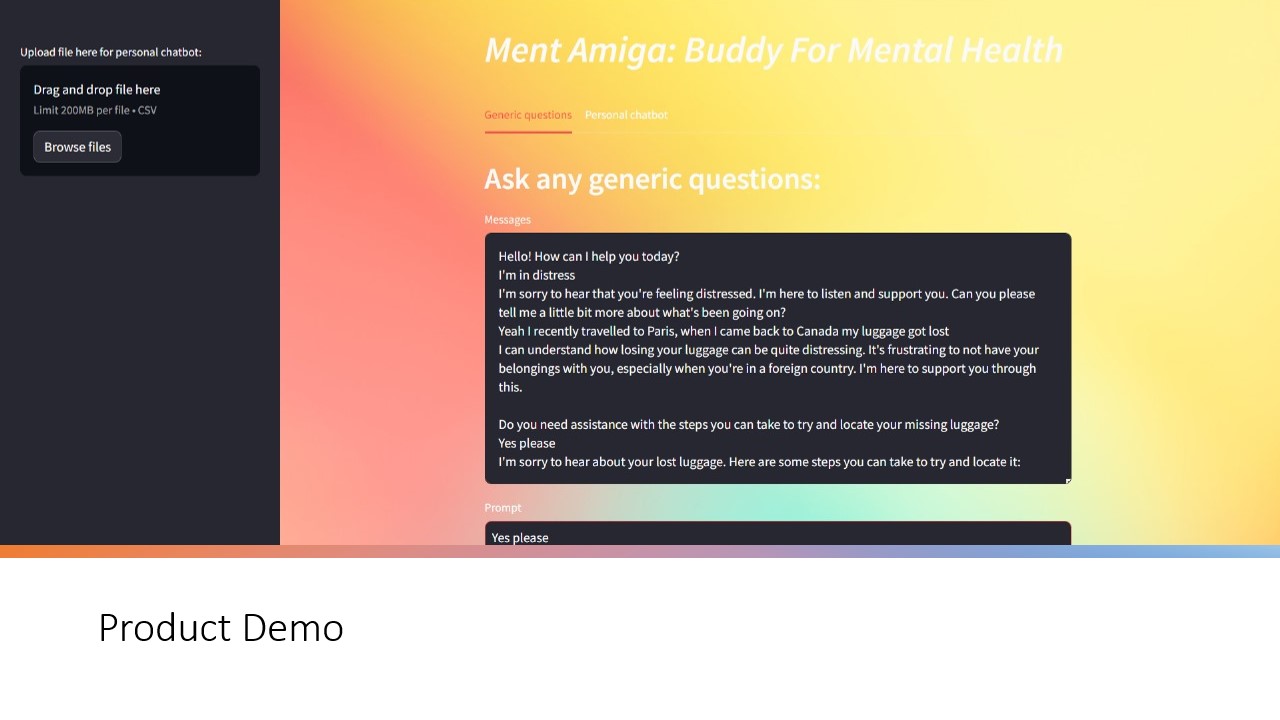 Upload file here for personal chatbot:
Drag and drop file here
Limit 200MB per file • CSV
Browse files
Ment Amiga: Buddy For Mental Health
Generic questions
Personal chatbot
Ask any generic questions:
Messages
Hello! How can I help you today?
I'm in distress
I'm sorry to hear that you're feeling distressed. I'm here to listen and support you. Can you please
tell me a little bit more about what's been going on?
Yeah I recently travelled to Paris, when I came back to Canada my luggage got lost
I can understand how losing your luggage can be quite distressing. It's frustrating to not have your
belongings with you, especially when you're in a foreign country. I'm here to support you through
this.
Do you need assistance with the steps you can take to try and locate your missing luggage?
Yes please
I'm sorry to hear about your lost luggage. Here are some steps you can take to try and locate it:
Prompt
Yes please
Product Demo